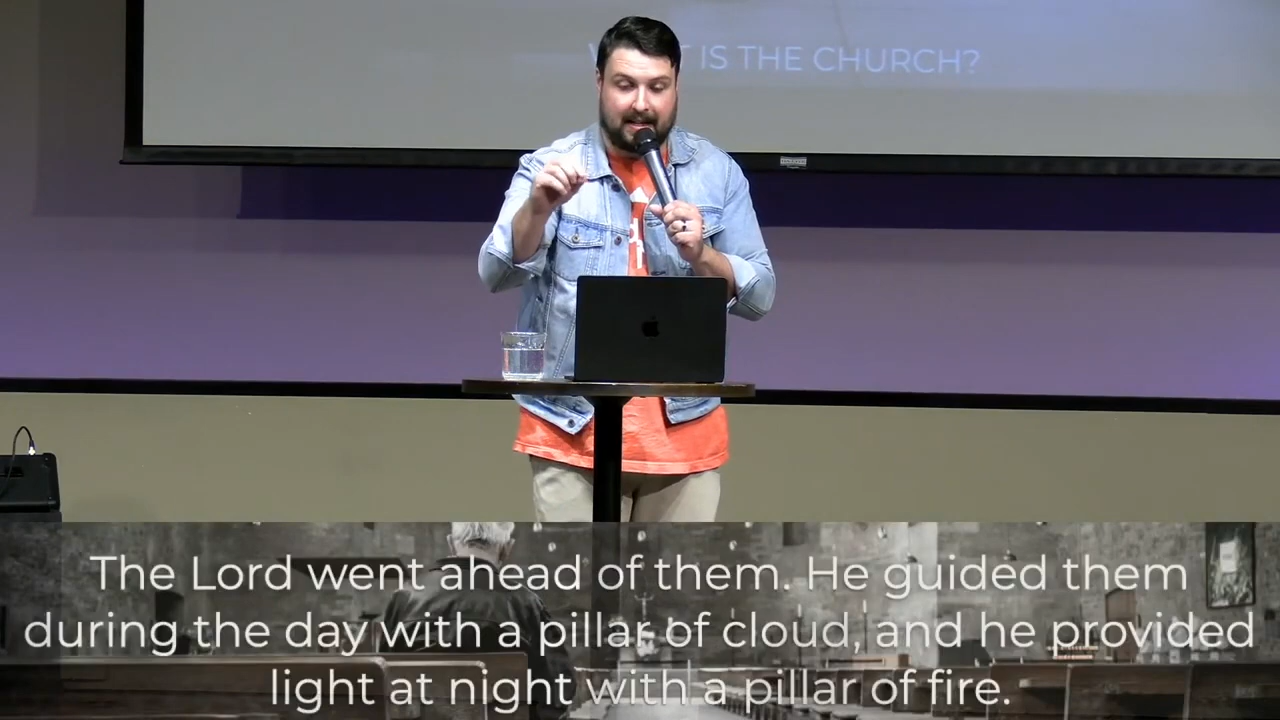 IS THE CHURCH?
The Lord went ahead of them. He guided them
during the day with a pillar of cloud, and he provided
light at night with a pillar of fire.